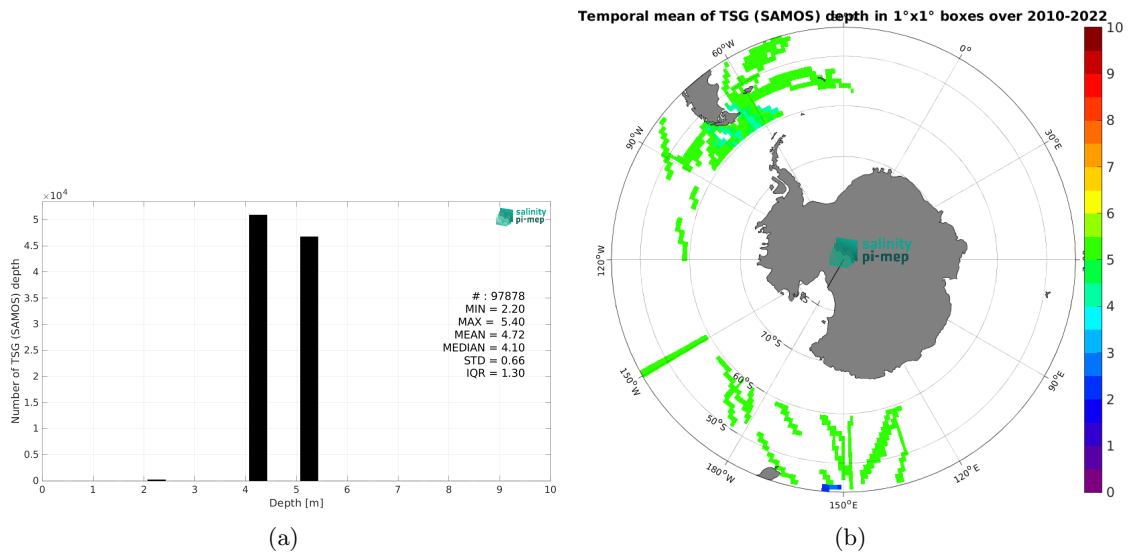 Temporal mean of TSG (SAMOS) depth in 1°x1° boxes over 2010-2022
×10⁴
5
4.5
4
3.5
3
2.5
2
1.5
1
0.5
0
Number of TSG (SAMOS) depth
0 1 2 3 4 5 6 7 8 9 10
Depth [m]
salinity
pi-mep
# : 97878
MIN = 2.20
MAX = 5.40
MEAN = 4.72
MEDIAN = 4.10
STD = 0.66
IQR = 1.30
60°W
0°
30°E
90°W
120°W
150°W
180°W
150°E
120°E
90°E
70°S
60°S
50°S
salinity
pi-mep
10
9
8
7
6
5
4
3
2
1
0
(a)
(b)